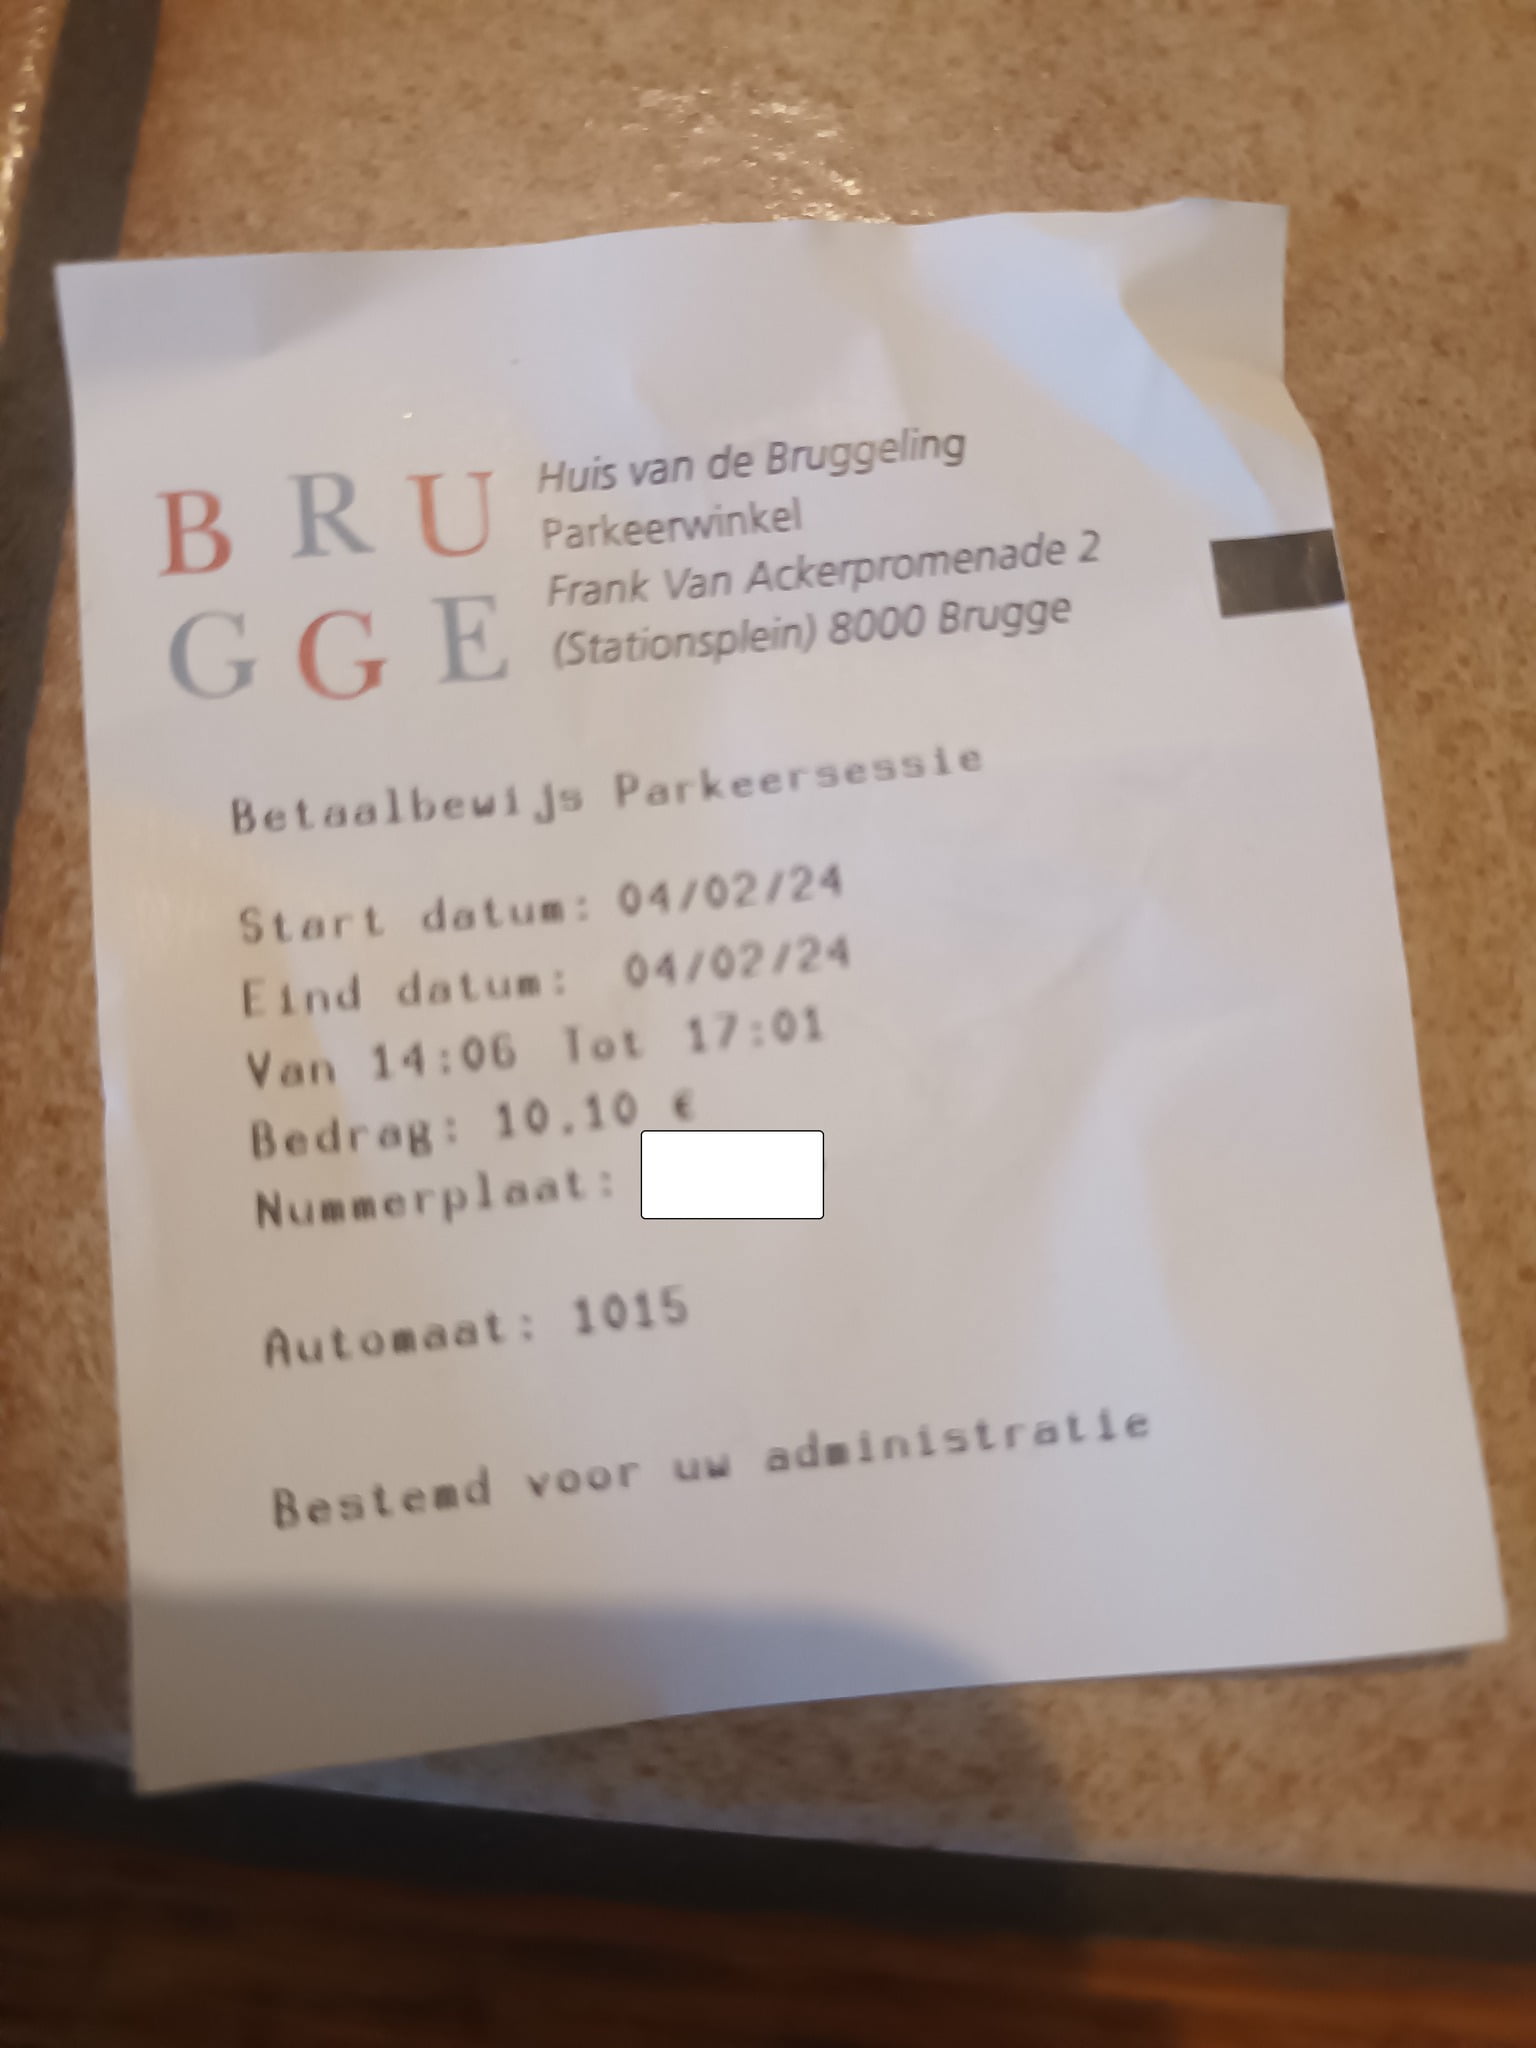 B R U
G G E
Huis van de Bruggeling
Parkeerwinkel
Frank Van Ackerpromenade 2
(Stationsplein) 8000 Brugge
Betaalbewijs Parkeersessie
Start datum: 04/02/24
Eind datum: 04/02/24
Van 14:06 Tot 17:01
Bedrag: 10.10 €
Nummerplaat:
Automaat: 1015
Bestemd voor uw administratie